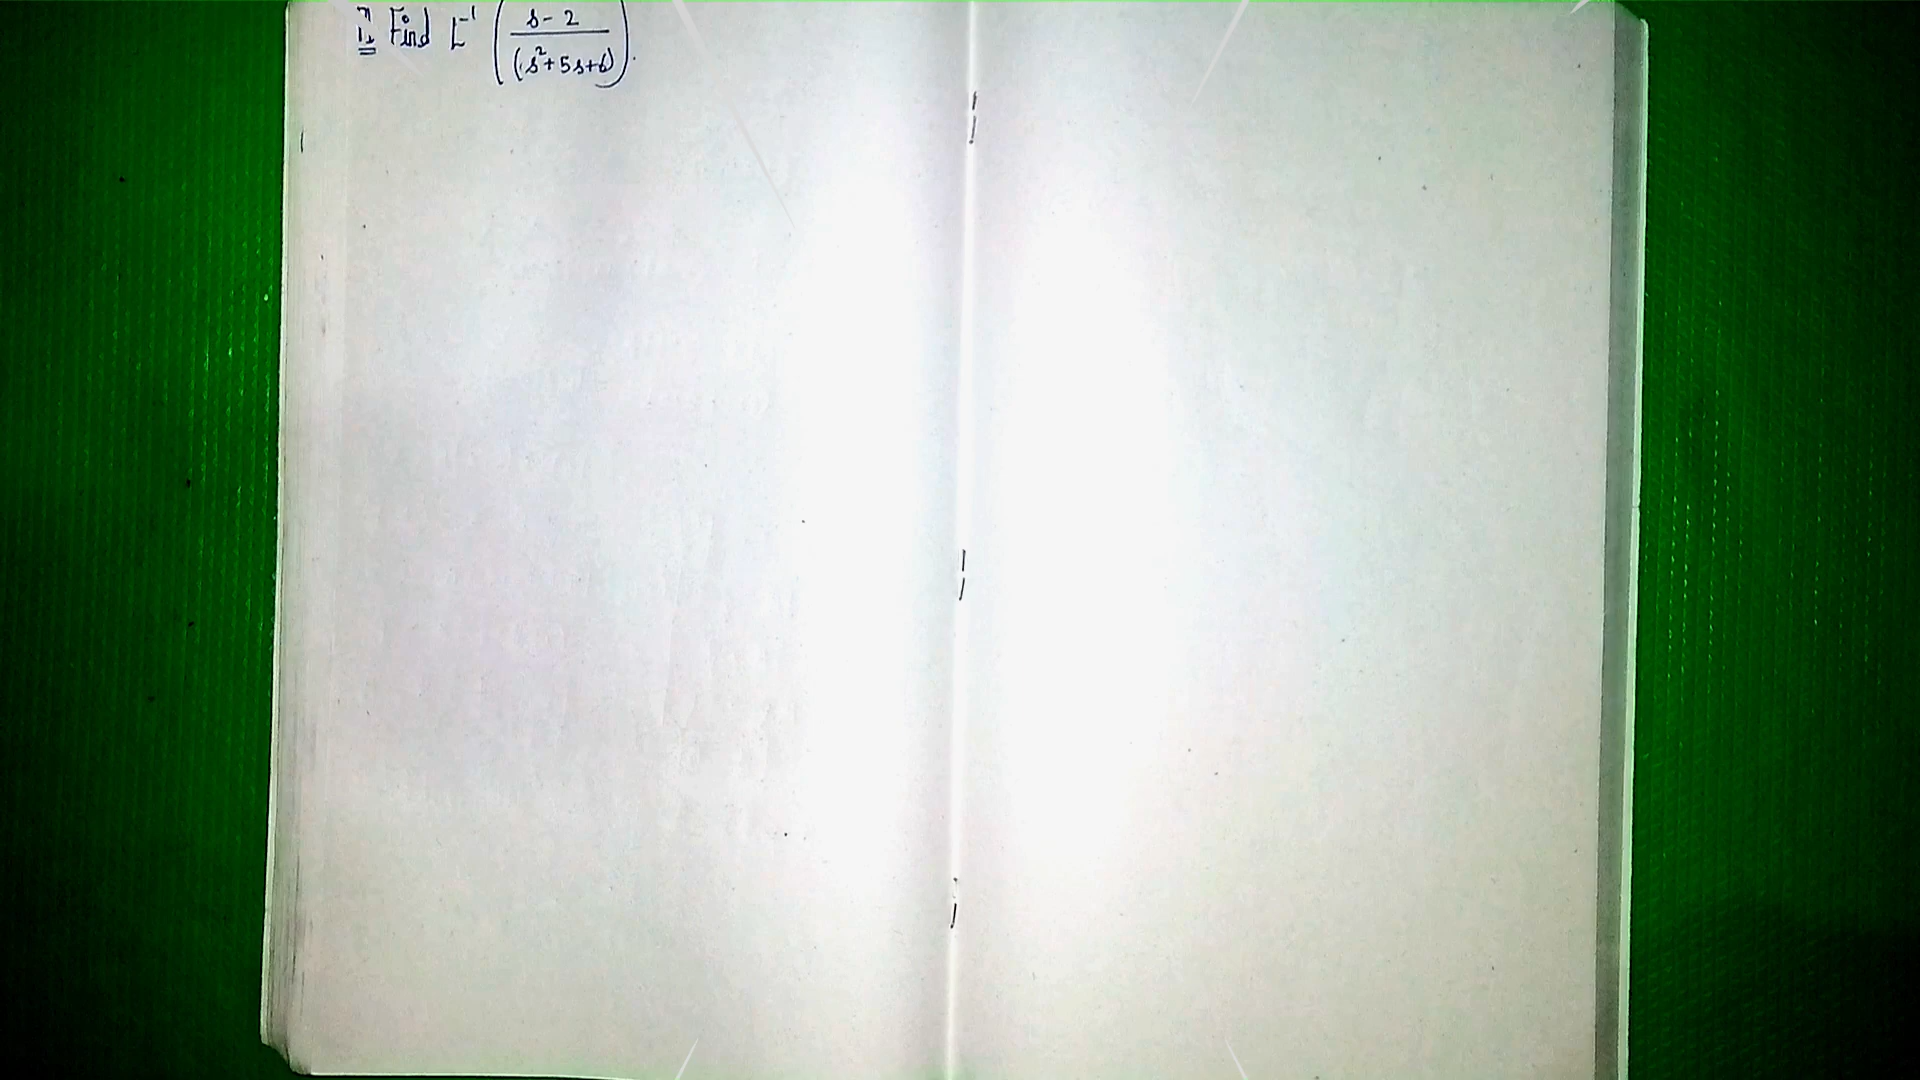 1. Find L⁻¹ ( s-2 / (s²+5s+6) ).